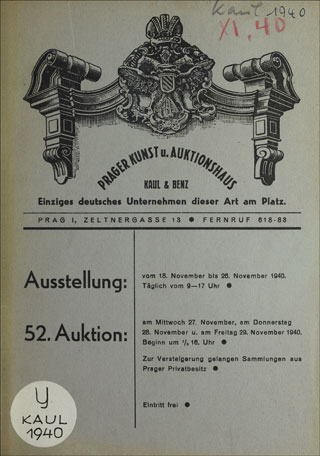 Kaul 1940
XI. 40
PRAGER KUNST u. AUKTIONSHAUS
KAUL & BENZ
Einziges deutsches Unternehmen dieser Art am Platz.
PRAG I, ZELTNERGASSE 13 ● FERNRUF 618-83
Ausstellung:
vom 18. November bis 26. November 1940.
Täglich von 9—17 Uhr ●
52. Auktion:
am Mittwoch 27. November, am Donnerstag
28. November u. am Freitag 29. November 1940.
Beginn um 1/2 16. Uhr ●
Zur Versteigerung gelangen Sammlungen aus
Prager Privatbesitz ●
Eintritt frei ●
y
KAUL
1940